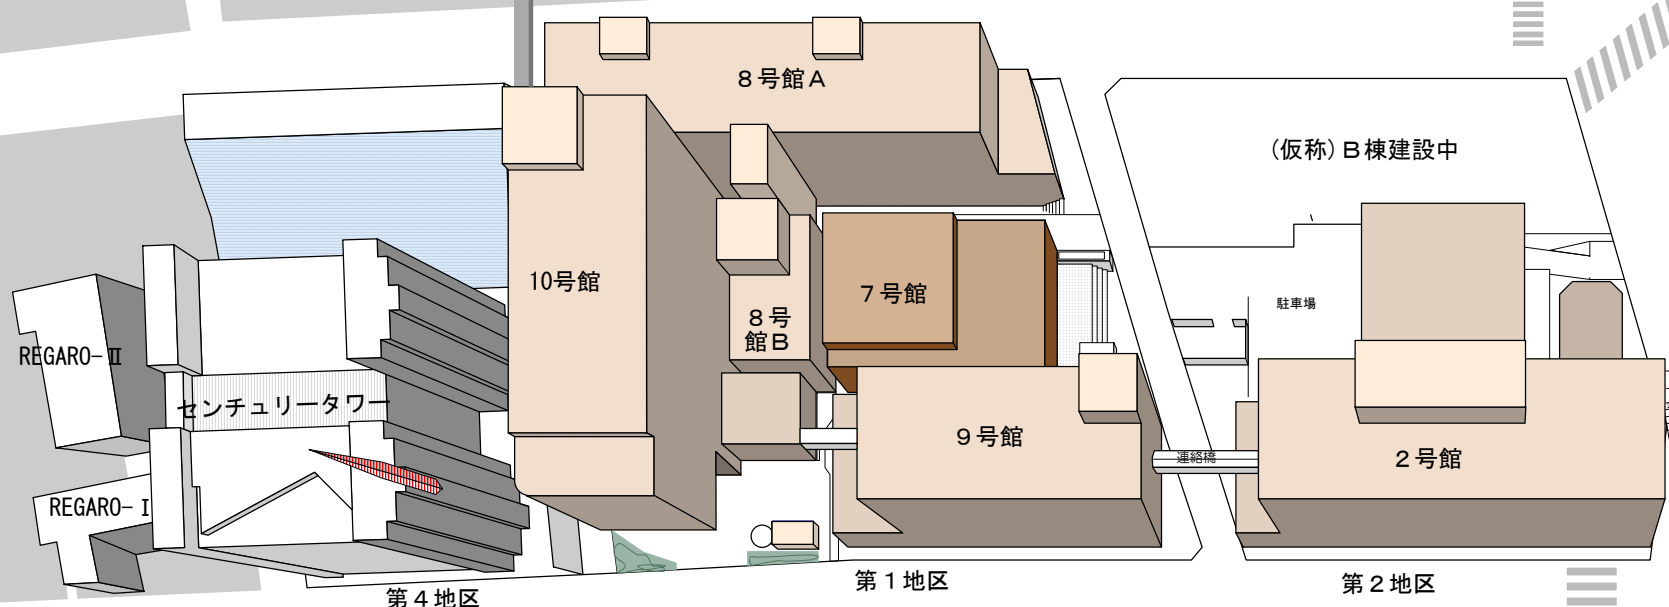 ８号館Ａ
（仮称）Ｂ棟建設中
10号館
７号館
８号
館Ｂ
駐車場
REGARO-Ⅱ
センチュリータワー
９号館
連絡橋
２号館
REGARO-Ⅰ
第１地区
第２地区
第４地区